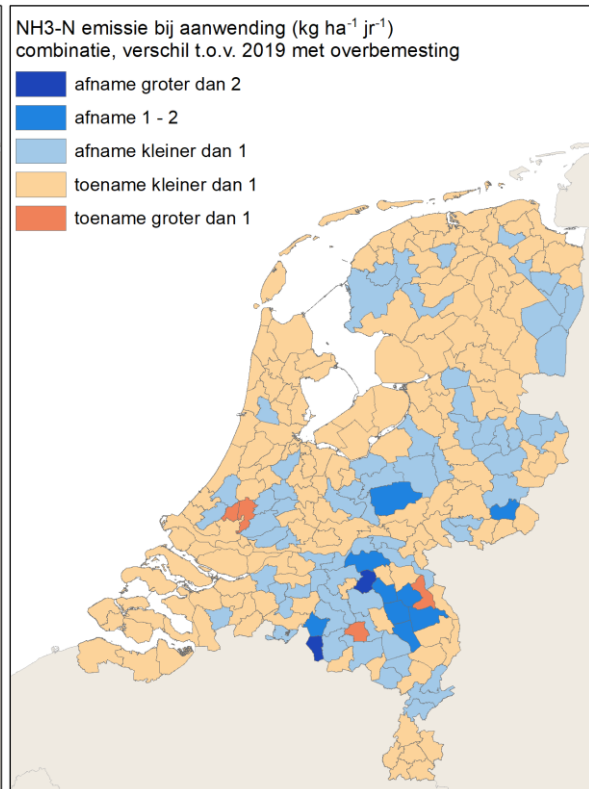 NH3-N emissie bij aanwending (kg ha⁻¹ jr⁻¹)
combinatie, verschil t.o.v. 2019 met overbemesting
afname groter dan 2
afname 1 - 2
afname kleiner dan 1
toename kleiner dan 1
toename groter dan 1